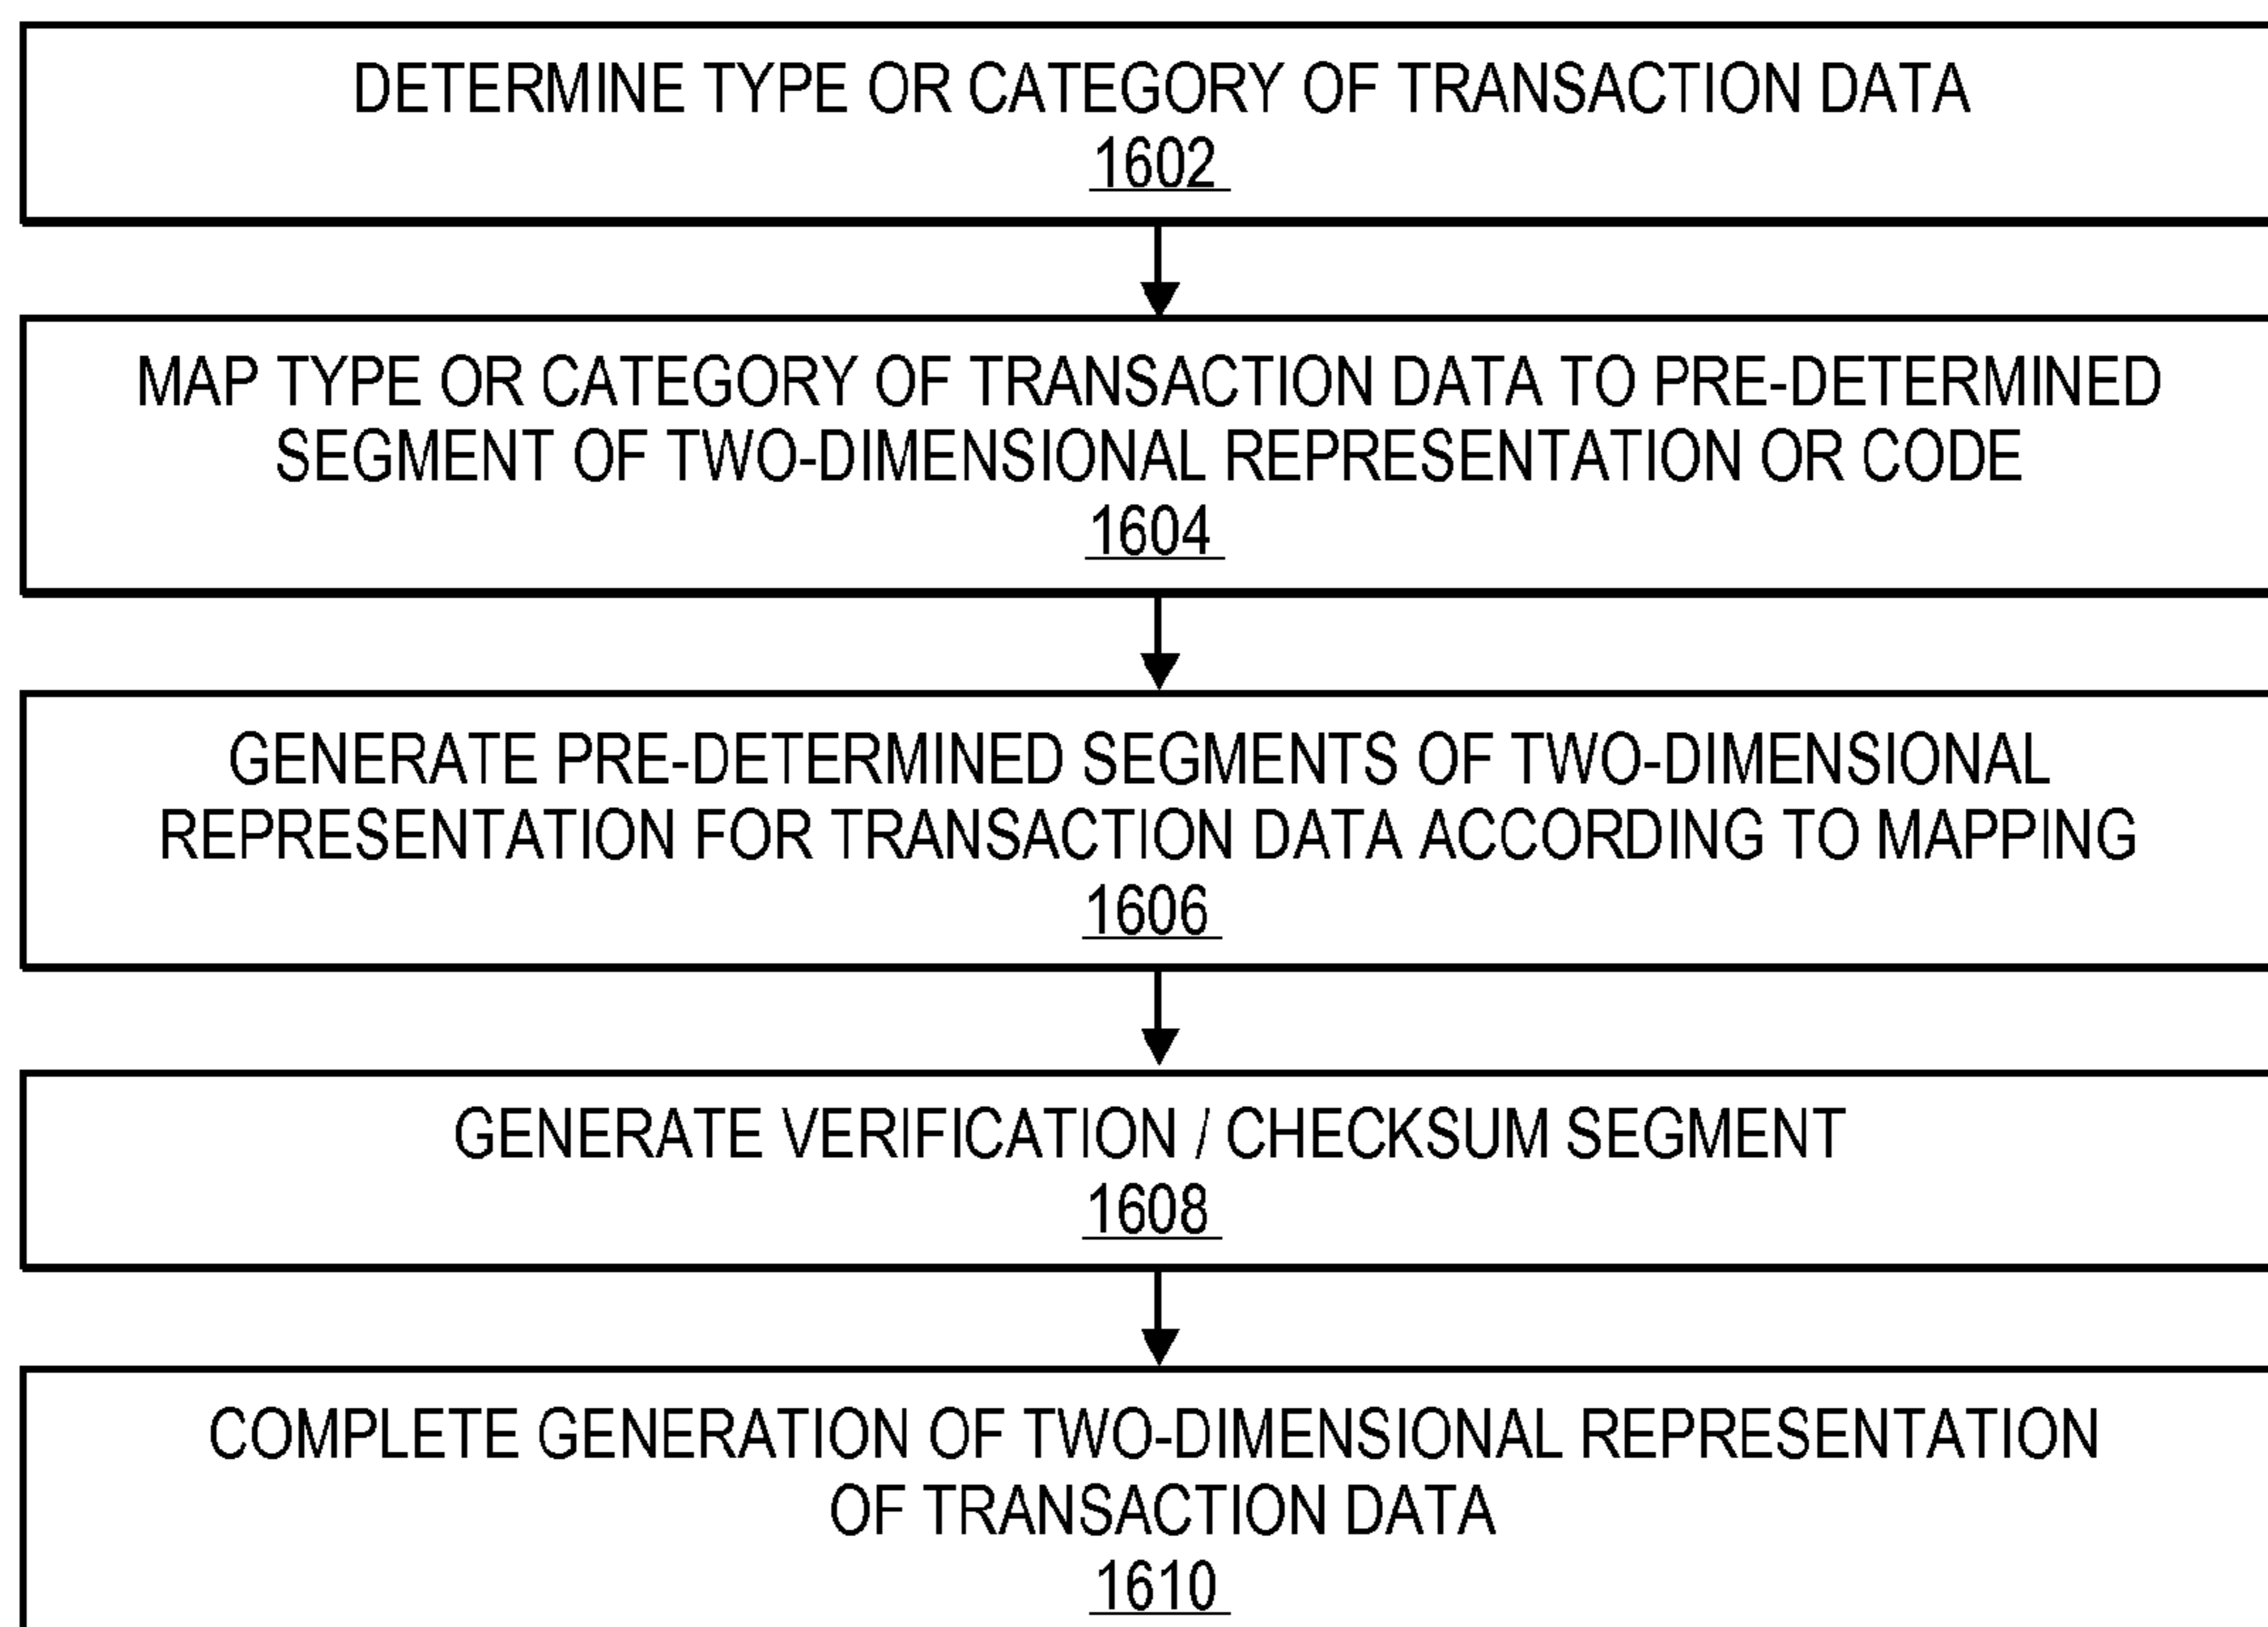 DETERMINE TYPE OR CATEGORY OF TRANSACTION DATA
1602
MAP TYPE OR CATEGORY OF TRANSACTION DATA TO PRE-DETERMINED
SEGMENT OF TWO-DIMENSIONAL REPRESENTATION OR CODE
1604
GENERATE PRE-DETERMINED SEGMENTS OF TWO-DIMENSIONAL
REPRESENTATION FOR TRANSACTION DATA ACCORDING TO MAPPING
1606
GENERATE VERIFICATION / CHECKSUM SEGMENT
1608
COMPLETE GENERATION OF TWO-DIMENSIONAL REPRESENTATION
OF TRANSACTION DATA
1610